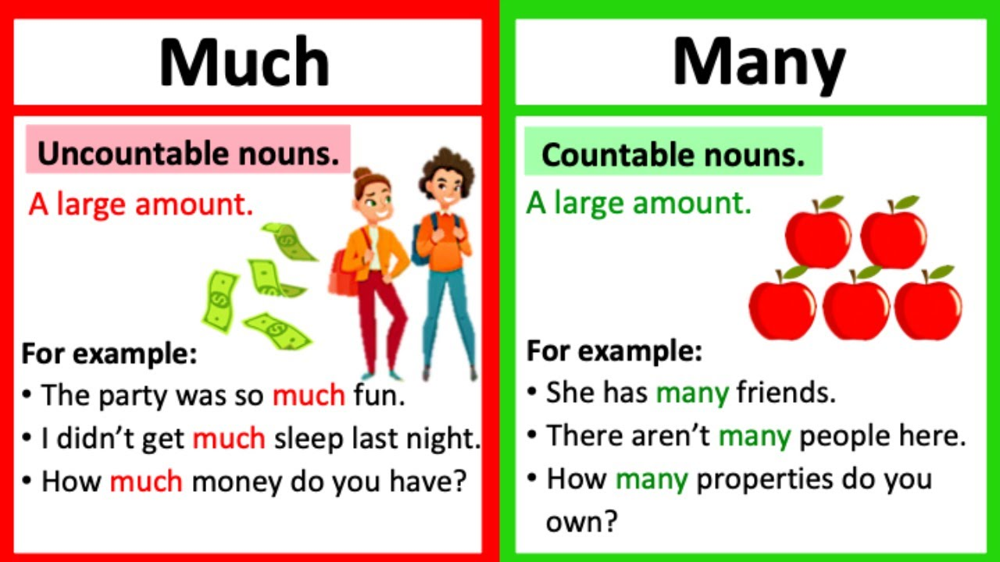 Much
Uncountable nouns.
A large amount.
For example:
• The party was so much fun.
• I didn’t get much sleep last night.
• How much money do you have?
Many
Countable nouns.
A large amount.
For example:
• She has many friends.
• There aren’t many people here.
• How many properties do you
own?